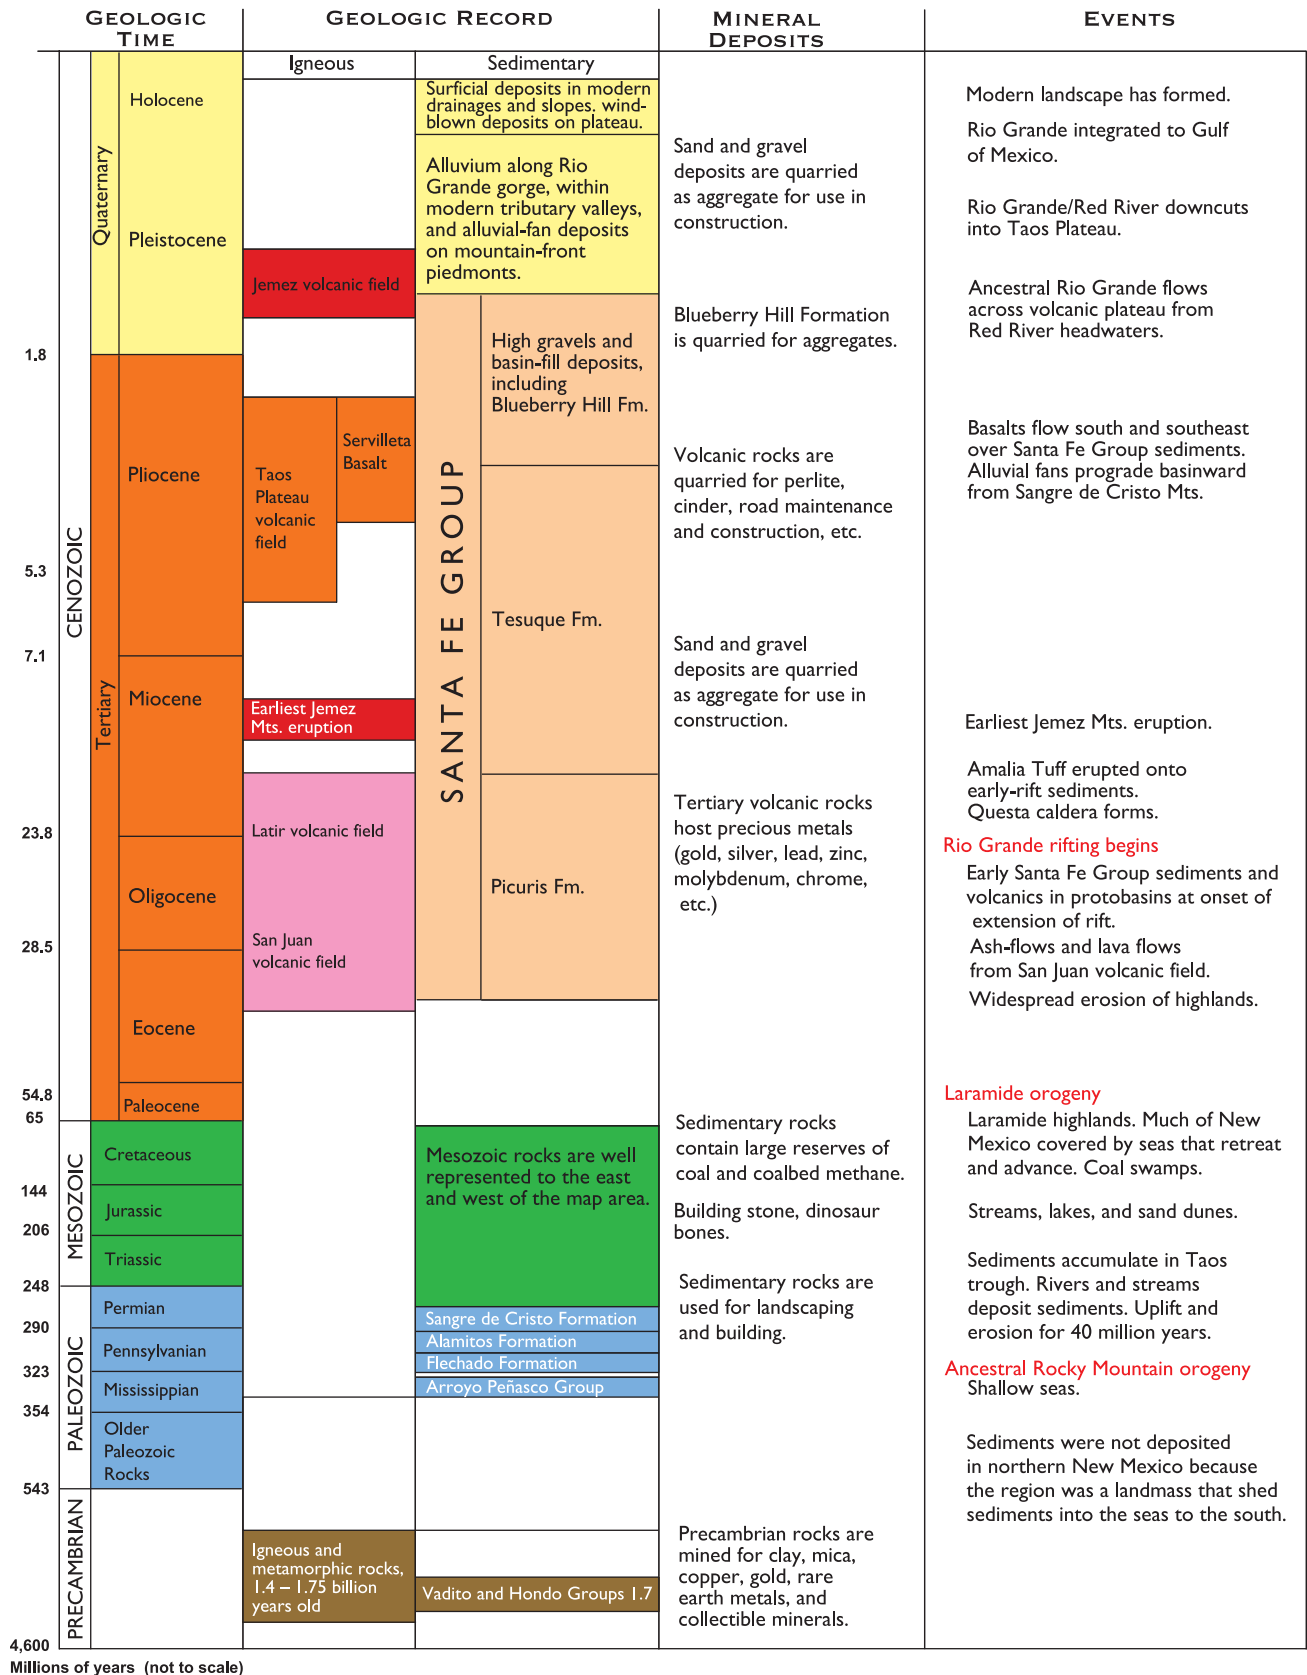 GEOLOGIC
TIME
GEOLOGIC RECORD
MINERAL
DEPOSITS
EVENTS
Igneous
Sedimentary
CENOZOIC
Quaternary
Holocene
Pleistocene
1.8
Tertiary
Pliocene
5.3
7.1
Miocene
23.8
Oligocene
28.5
Eocene
54.8
Paleocene
65
MESOZOIC
Cretaceous
144
Jurassic
206
Triassic
248
PALEOZOIC
Permian
290
Pennsylvanian
323
Mississippian
354
Older
Paleozoic
Rocks
543
PRECAMBRIAN
4,600
Millions of years (not to scale)
Jemez volcanic field
Taos
Plateau
volcanic
field
Servilleta
Basalt
Earliest Jemez
Mts. eruption
Latir volcanic field
San Juan
volcanic field
Igneous and
metamorphic rocks,
1.4 – 1.75 billion
years old
Surficial deposits in modern
drainages and slopes. wind-
blown deposits on plateau.
Alluvium along Rio
Grande gorge, within
modern tributary valleys,
and alluvial-fan deposits
on mountain-front
piedmonts.
SANTA FE GROUP
High gravels and
basin-fill deposits,
including
Blueberry Hill Fm.
Tesuque Fm.
Picuris Fm.
Mesozoic rocks are well
represented to the east
and west of the map area.
Sangre de Cristo Formation
Alamitos Formation
Flechado Formation
Arroyo Peñasco Group
Vadito and Hondo Groups 1.7
Sand and gravel
deposits are quarried
as aggregate for use in
construction.
Blueberry Hill Formation
is quarried for aggregates.
Volcanic rocks are
quarried for perlite,
cinder, road maintenance
and construction, etc.
Sand and gravel
deposits are quarried
as aggregate for use in
construction.
Tertiary volcanic rocks
host precious metals
(gold, silver, lead, zinc,
molybdenum, chrome,
etc.)
Sedimentary rocks
contain large reserves of
coal and coalbed methane.
Building stone, dinosaur
bones.
Sedimentary rocks are
used for landscaping
and building.
Precambrian rocks are
mined for clay, mica,
copper, gold, rare
earth metals, and
collectible minerals.
Modern landscape has formed.
Rio Grande integrated to Gulf
of Mexico.
Rio Grande/Red River downcuts
into Taos Plateau.
Ancestral Rio Grande flows
across volcanic plateau from
Red River headwaters.
Basalts flow south and southeast
over Santa Fe Group sediments.
Alluvial fans prograde basinward
from Sangre de Cristo Mts.
Earliest Jemez Mts. eruption.
Amalia Tuff erupted onto
early-rift sediments.
Questa caldera forms.
Rio Grande rifting begins
Early Santa Fe Group sediments and
volcanics in protobasins at onset of
extension of rift.
Ash-flows and lava flows
from San Juan volcanic field.
Widespread erosion of highlands.
Laramide orogeny
Laramide highlands. Much of New
Mexico covered by seas that retreat
and advance. Coal swamps.
Streams, lakes, and sand dunes.
Sediments accumulate in Taos
trough. Rivers and streams
deposit sediments. Uplift and
erosion for 40 million years.
Ancestral Rocky Mountain orogeny
Shallow seas.
Sediments were not deposited
in northern New Mexico because
the region was a landmass that shed
sediments into the seas to the south.